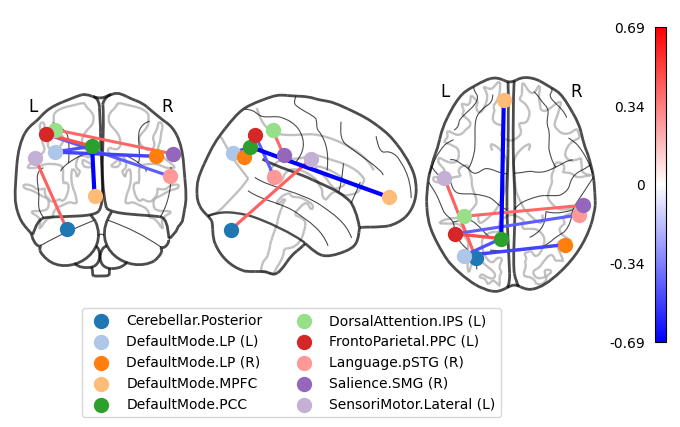 L R
L R
0.69
0.34
0
-0.34
-0.69
Cerebellar.Posterior
DefaultMode.LP (L)
DefaultMode.LP (R)
DefaultMode.MPFC
DefaultMode.PCC
DorsalAttention.IPS (L)
FrontoParietal.PPC (L)
Language.pSTG (R)
Salience.SMG (R)
SensoriMotor.Lateral (L)